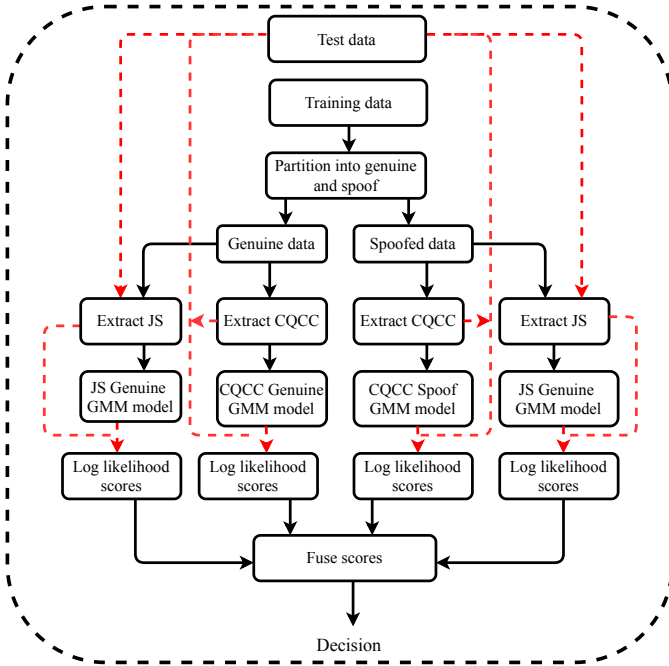 Test data
Training data
Partition into genuine
and spoof
Genuine data
Spoofed data
Extract JS
Extract CQCC
Extract CQCC
Extract JS
JS Genuine
GMM model
CQCC Genuine
GMM model
CQCC Spoof
GMM model
JS Genuine
GMM model
Log likelihood
scores
Log likelihood
scores
Log likelihood
scores
Log likelihood
scores
Fuse scores
Decision